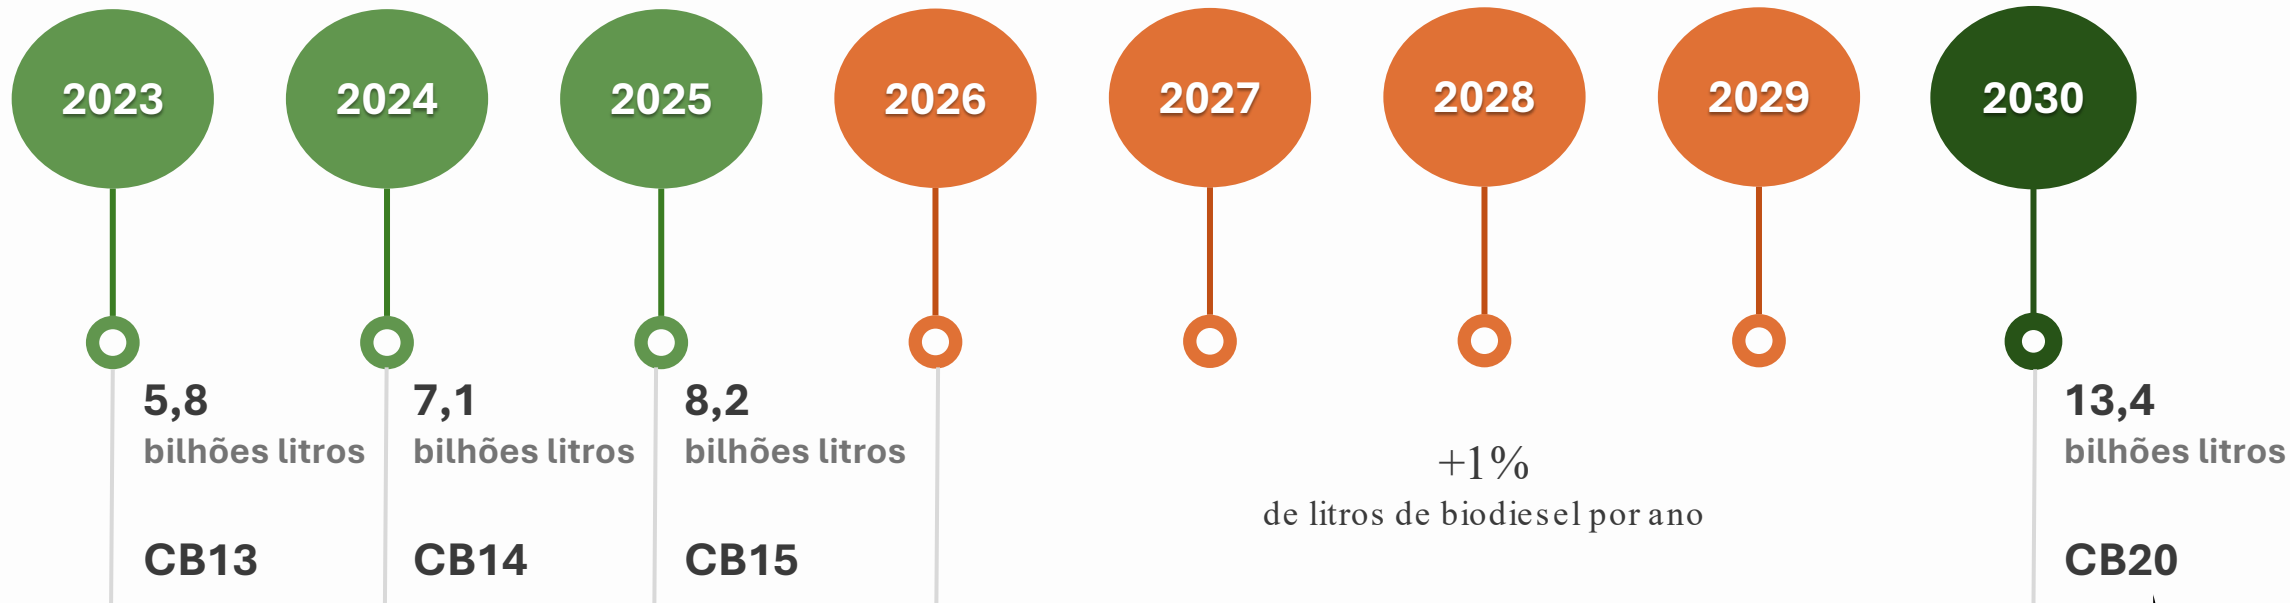 2023
2024
2025
2026
2027
2028
2029
2030
5,8
bilhões litros
CB13
7,1
bilhões litros
CB14
8,2
bilhões litros
CB15
+1%
de litros de biodiesel por ano
13,4
bilhões litros
CB20